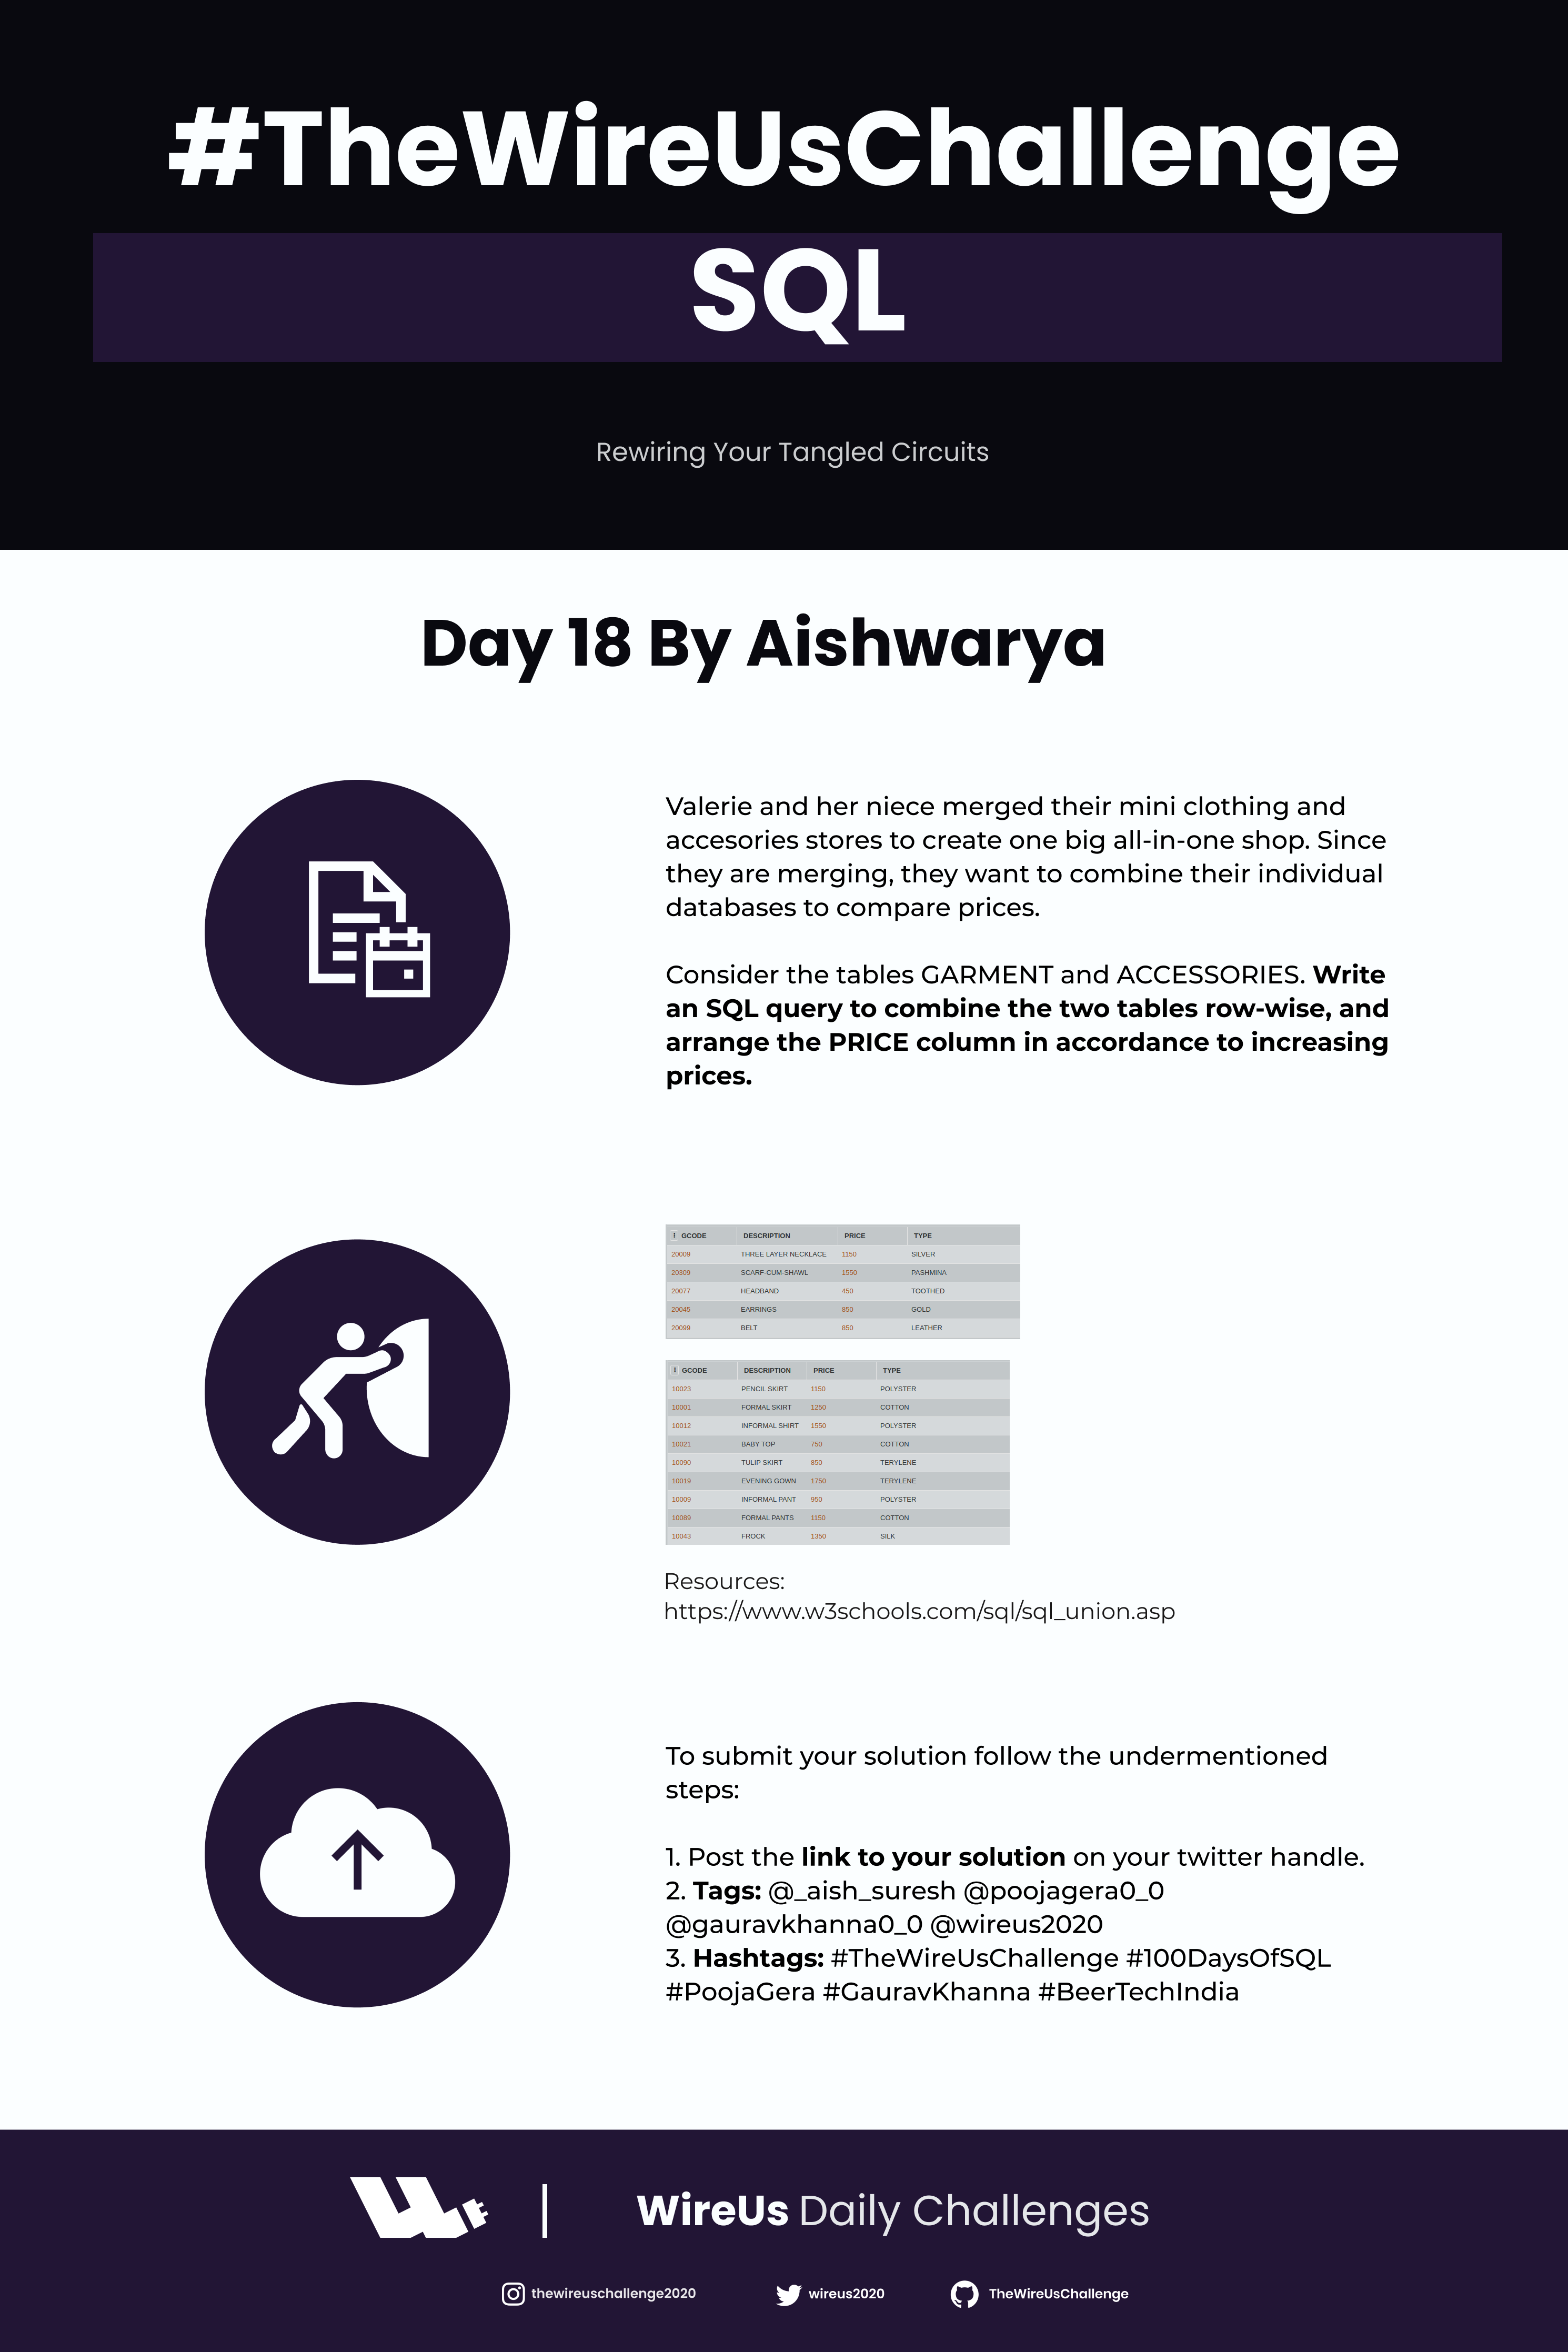 #TheWireUsChallenge
SQL
Rewiring Your Tangled Circuits
Day 18 By Aishwarya
Valerie and her niece merged their mini clothing and
accesories stores to create one big all-in-one shop. Since
they are merging, they want to combine their individual
databases to compare prices.
Consider the tables GARMENT and ACCESSORIES. Write
an SQL query to combine the two tables row-wise, and
arrange the PRICE column in accordance to increasing
prices.
GCODE DESCRIPTION PRICE TYPE
20009 THREE LAYER NECKLACE 1150 SILVER
20309 SCARF-CUM-SHAWL 1550 PASHMINA
20077 HEADBAND 450 TOOTHED
20045 EARRINGS 850 GOLD
20099 BELT 850 LEATHER
GCODE DESCRIPTION PRICE TYPE
10023 PENCIL SKIRT 1150 POLYSTER
10001 FORMAL SKIRT 1250 COTTON
10012 INFORMAL SHIRT 1550 POLYSTER
10021 BABY TOP 750 COTTON
10090 TULIP SKIRT 850 TERYLENE
10019 EVENING GOWN 1750 TERYLENE
10009 INFORMAL PANT 950 POLYSTER
10089 FORMAL PANTS 1150 COTTON
10043 FROCK 1350 SILK
Resources:
https://www.w3schools.com/sql/sql_union.asp
To submit your solution follow the undermentioned
steps:
1. Post the link to your solution on your twitter handle.
2. Tags: @_aish_suresh @poojagera0_0
@gauravkhanna0_0 @wireus2020
3. Hashtags: #TheWireUsChallenge #100DaysOfSQL
#PoojaGera #GauravKhanna #BeerTechIndia
WireUs Daily Challenges
thewireuschallenge2020 wireus2020 TheWireUsChallenge